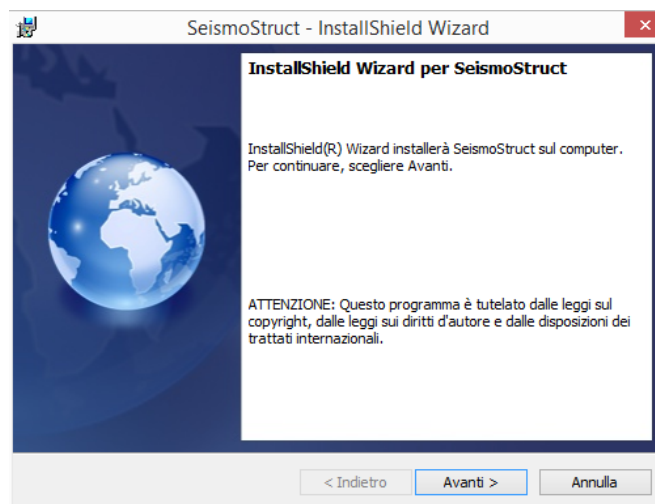 SeismoStruct - InstallShield Wizard
InstallShield Wizard per SeismoStruct
InstallShield(R) Wizard installerà SeismoStruct sul computer.
Per continuare, scegliere Avanti.
ATTENZIONE: Questo programma è tutelato dalle leggi sul
copyright, dalle leggi sui diritti d'autore e dalle disposizioni dei
trattati internazionali.
< Indietro
Avanti >
Annulla